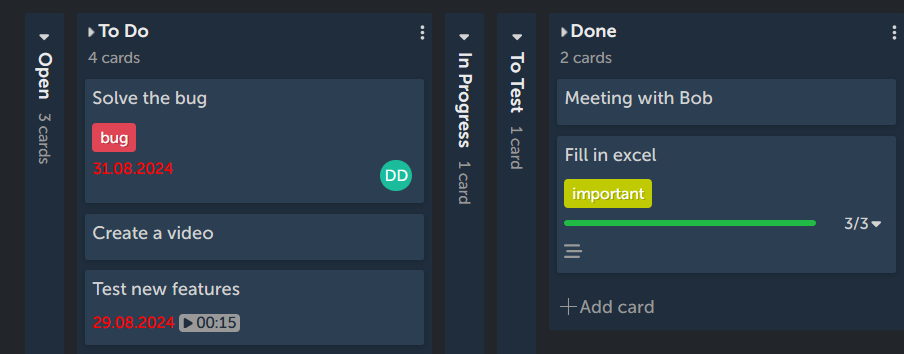 Open
3 cards
To Do
4 cards
Solve the bug
bug
31.08.2024
DD
Create a video
Test new features
29.08.2024 00:15
In Progress
1 card
To Test
1 card
Done
2 cards
Meeting with Bob
Fill in excel
important
3/3
Add card